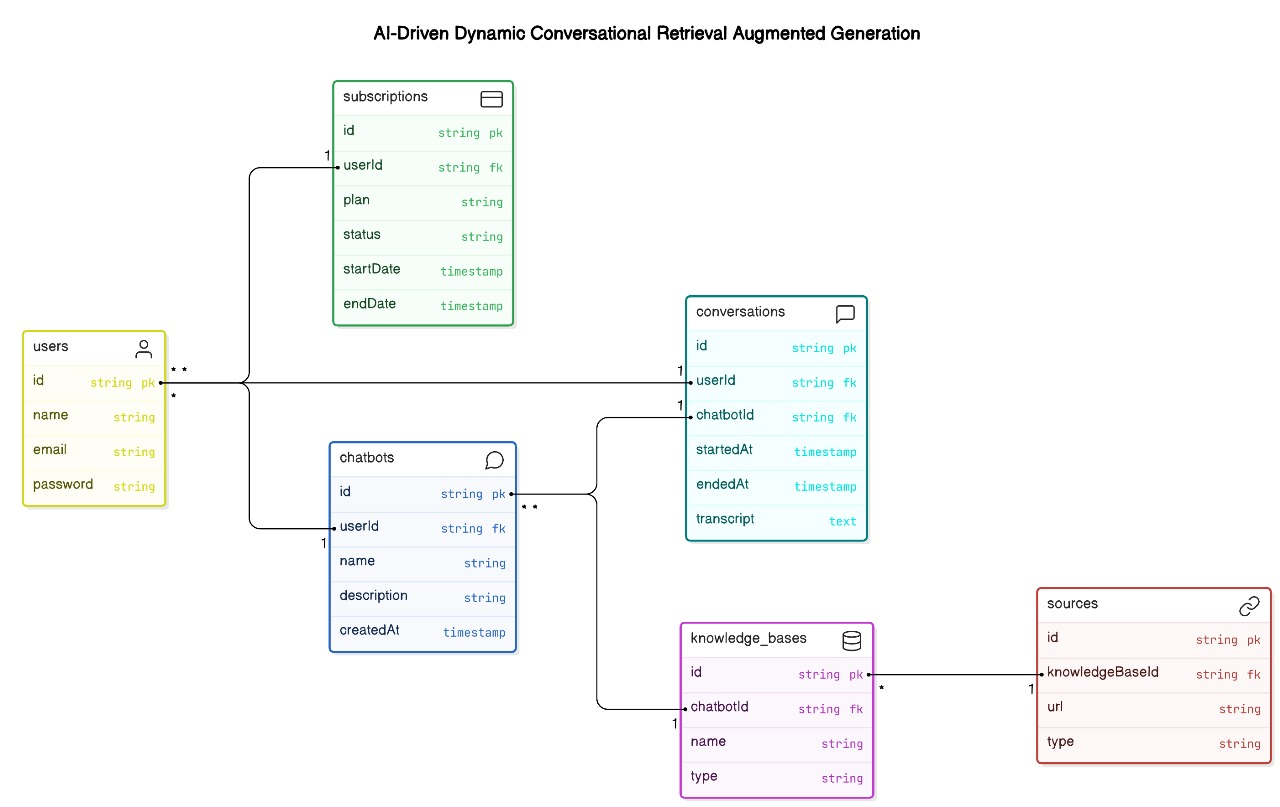 AI-Driven Dynamic Conversational Retrieval Augmented Generation
subscriptions
id string pk
1
userId string fk
plan string
status string
startDate timestamp
endDate timestamp
users
* *
id string pk
*
name string
email string
password string
chatbots
id string pk
* *
userId string fk
1
name string
description string
createdAt timestamp
conversations
id string pk
1
userId string fk
1
chatbotId string fk
startedAt timestamp
endedAt timestamp
transcript text
knowledge_bases
id string pk
*
chatbotId string fk
1
name string
type string
sources
id string pk
knowledgeBaseId string fk
1
url string
type string